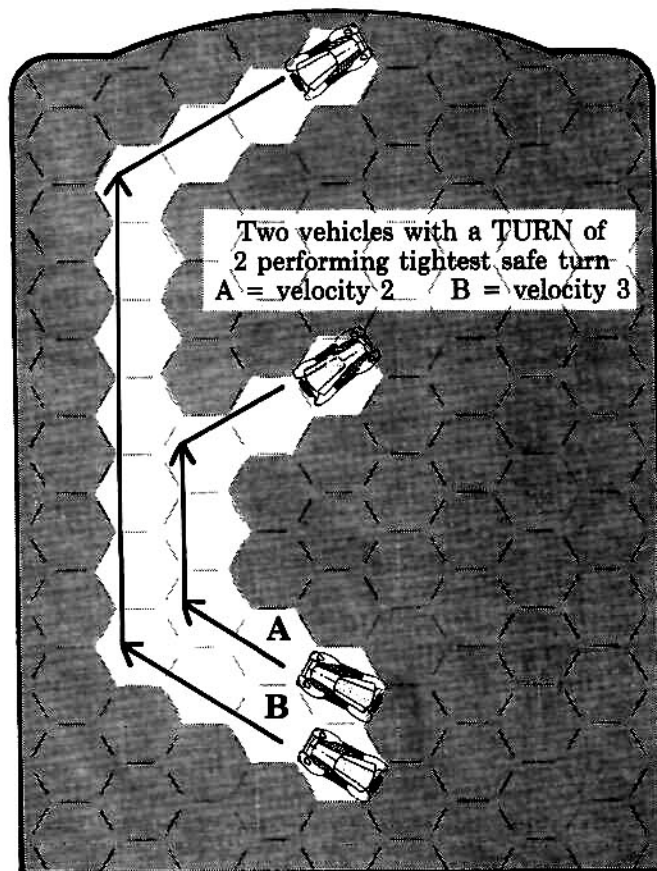 Two vehicles with a TURN of
2 performing tightest safe turn
A = velocity 2 B = velocity 3
A
B